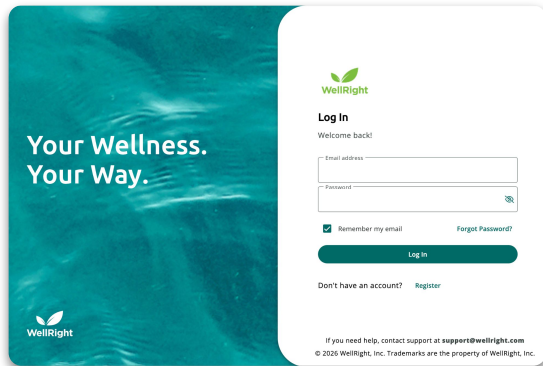 Your Wellness.
Your Way.
WellRight
WellRight
Log In
Welcome back!
Email address
Password
Remember my email
Forgot Password?
Log In
Don't have an account? Register
If you need help, contact support at support@wellright.com
© 2026 WellRight, Inc. Trademarks are the property of WellRight, Inc.